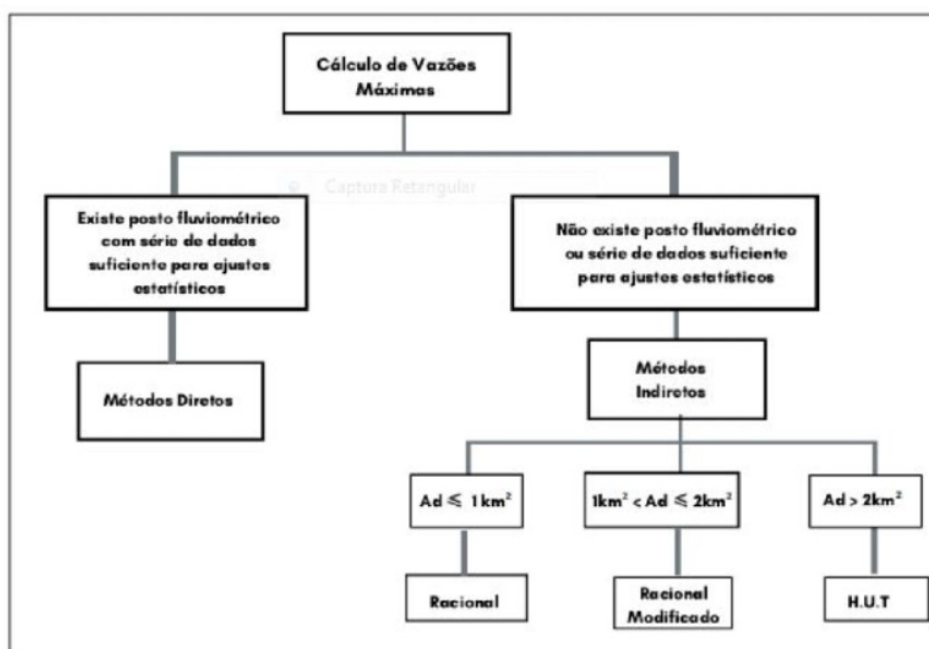 Cálculo de Vazões
Máximas
Captura Retangular
Existe posto fluviométrico
com série de dados
suficiente para ajustes
estatísticos
Não existe posto fluviométrico
ou série de dados suficiente
para ajustes estatísticos
Métodos Diretos
Métodos
Indiretos
Ad ⩽ 1 km²
1km² < Ad ⩽ 2km²
Ad > 2km²
Racional
Racional
Modificado
H.U.T